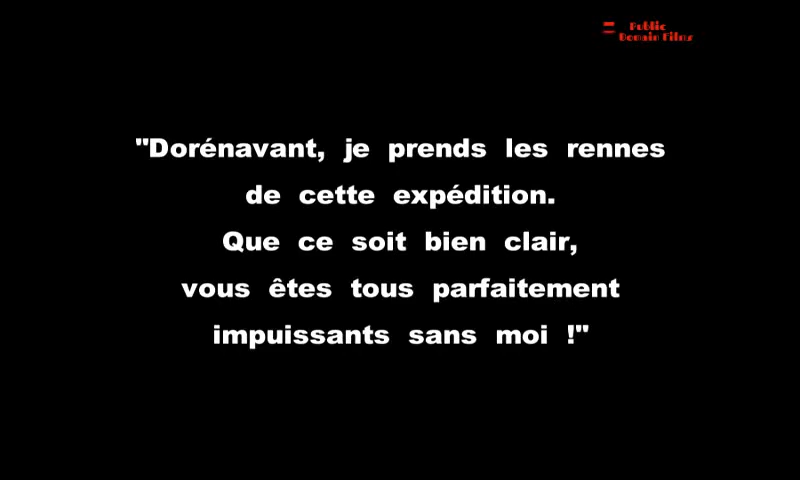 Public
Domain Films
"Dorénavant, je prends les rennes
de cette expédition.
Que ce soit bien clair,
vous êtes tous parfaitement
impuissants sans moi !"